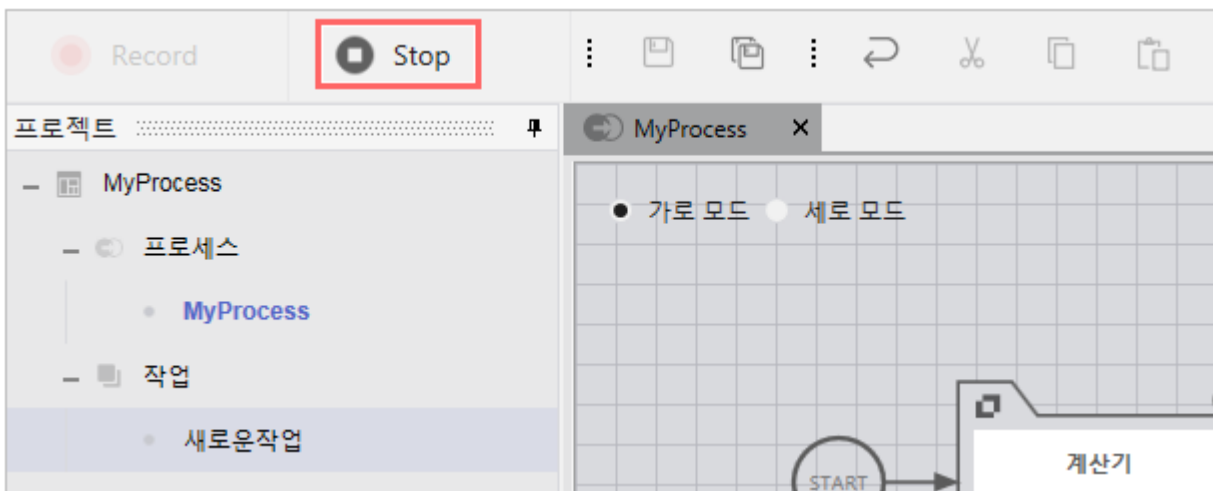 Record
Stop
프로젝트
MyProcess
MyProcess
가로 모드
세로 모드
프로세스
MyProcess
작업
새로운작업
START
계산기